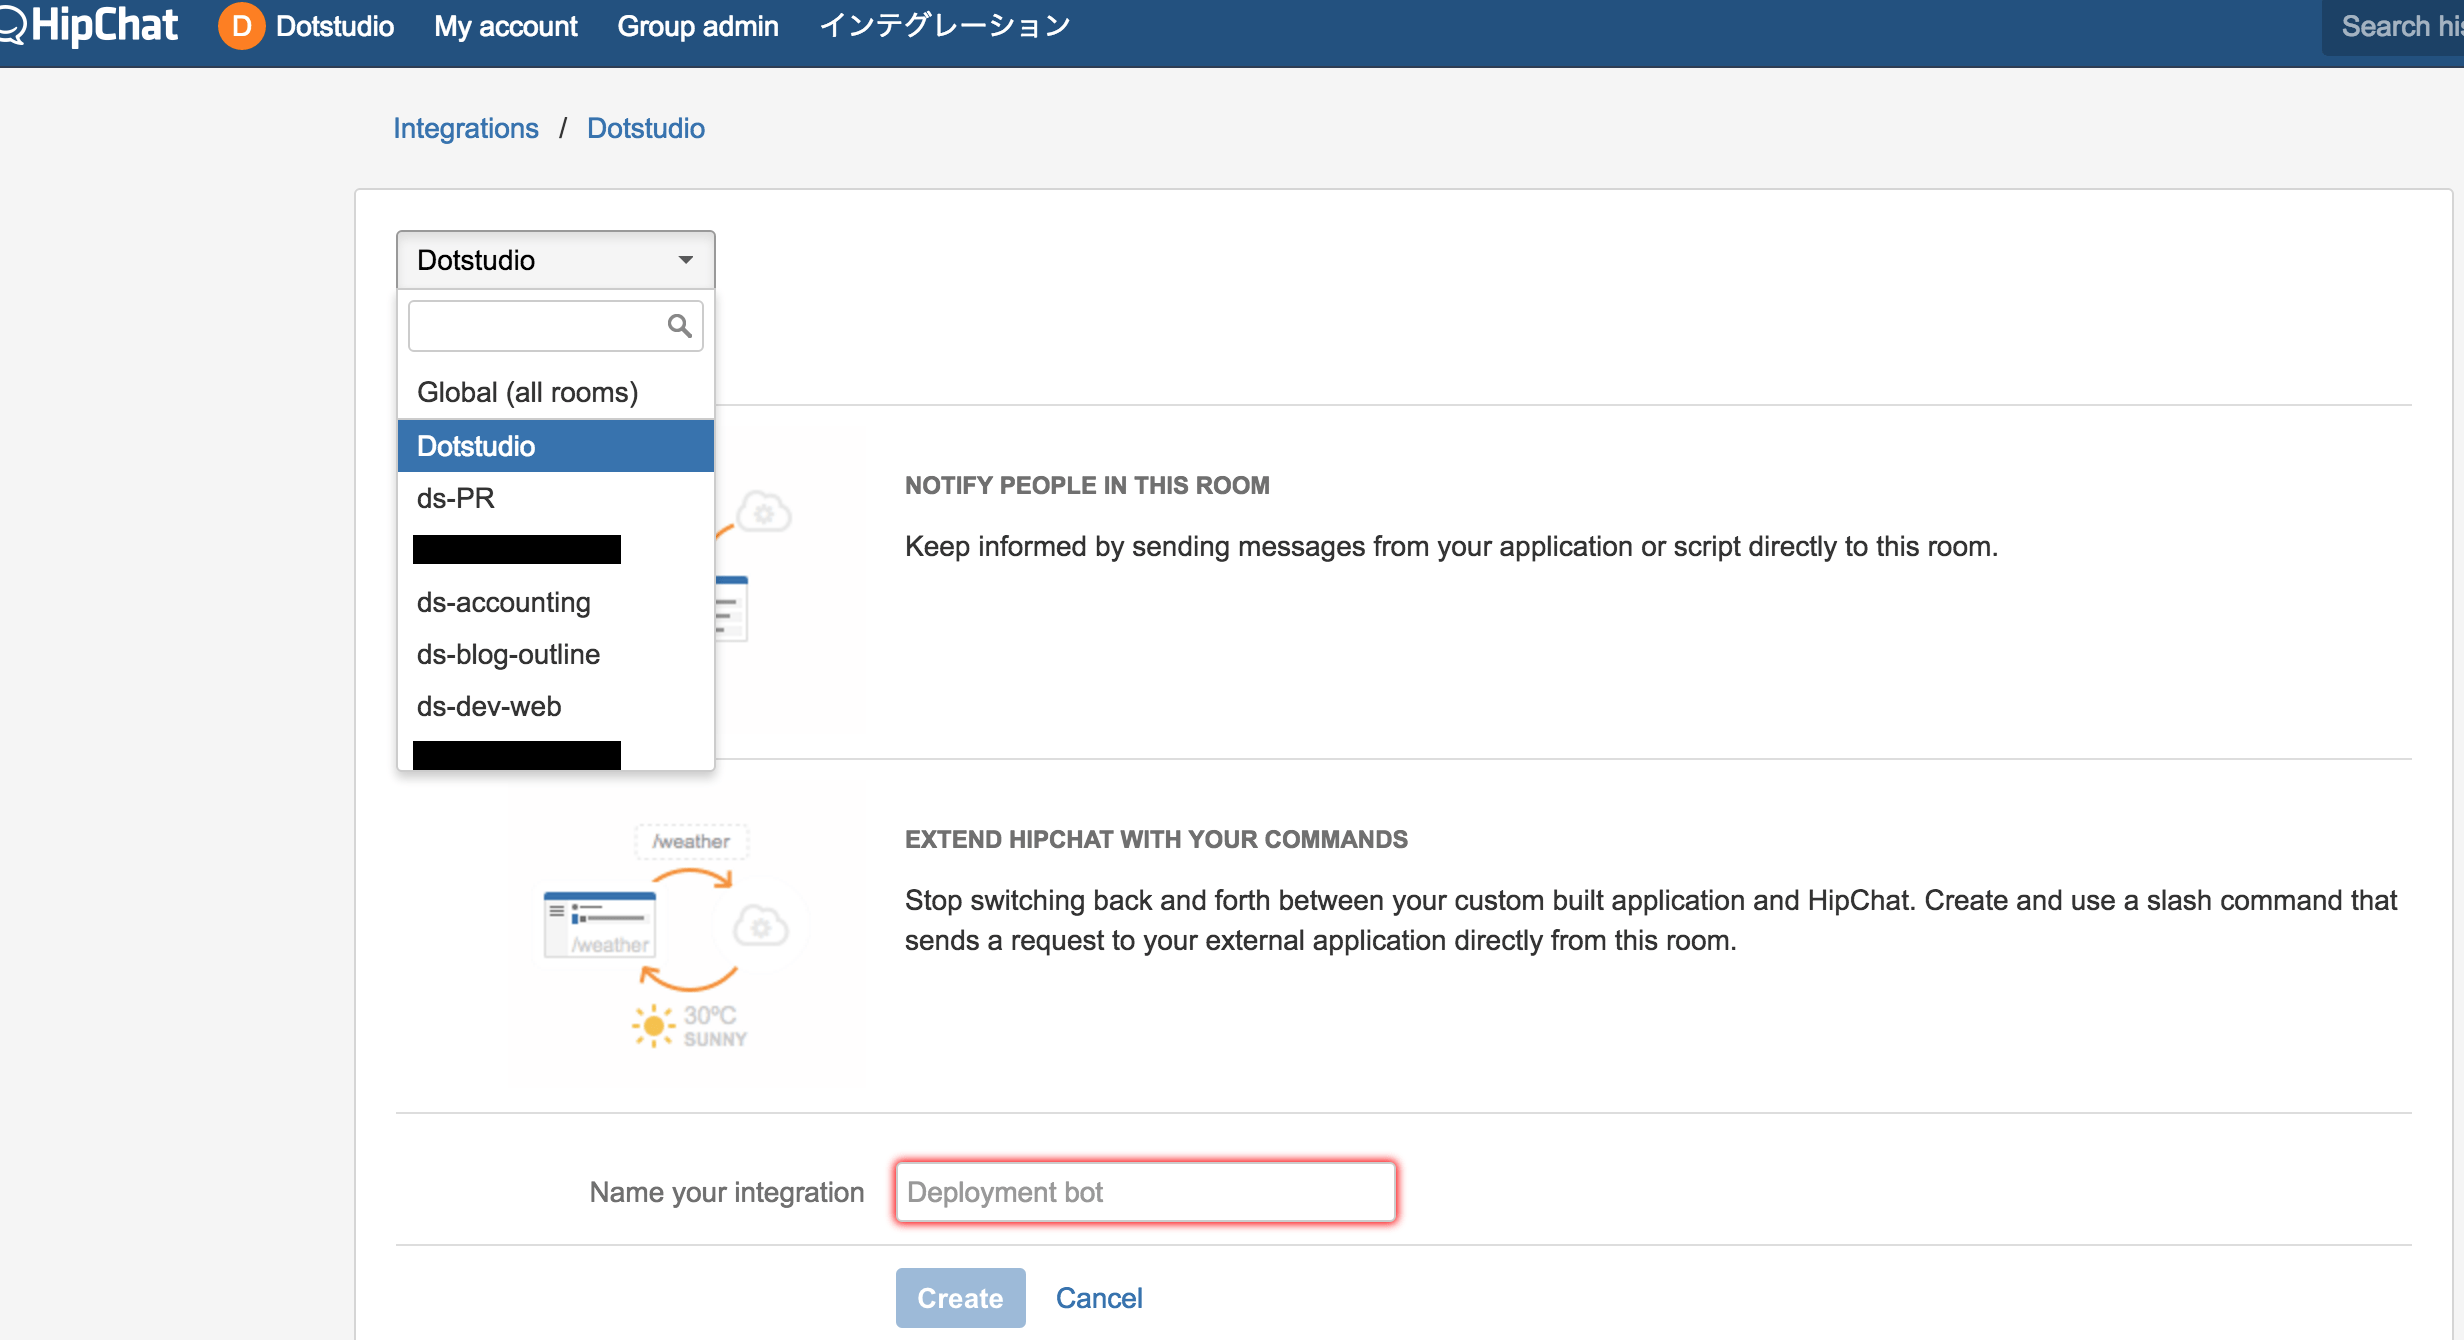 HipChat D Dotstudio My account Group admin インテグレーション Search his
Integrations / Dotstudio
Dotstudio
Global (all rooms)
Dotstudio
ds-PR
ds-accounting
ds-blog-outline
ds-dev-web
NOTIFY PEOPLE IN THIS ROOM
Keep informed by sending messages from your application or script directly to this room.
/weather
/weather
30ºC
SUNNY
EXTEND HIPCHAT WITH YOUR COMMANDS
Stop switching back and forth between your custom built application and HipChat. Create and use a slash command that
sends a request to your external application directly from this room.
Name your integration Deployment bot
Create Cancel